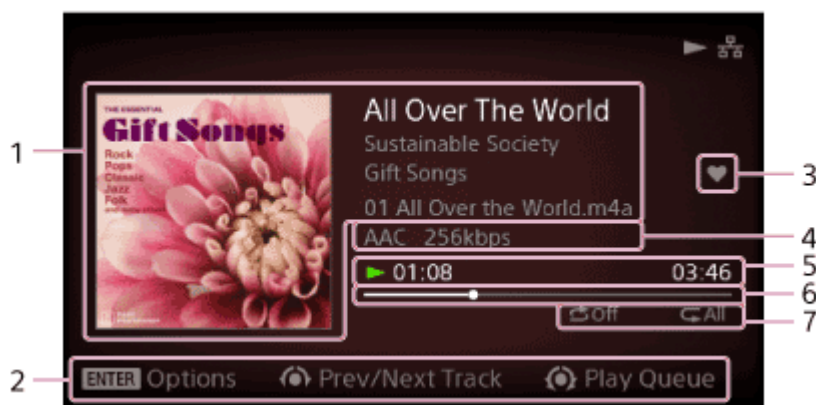 THE ESSENTIAL
Gift Songs
Rock
Pops
Classic
Jazz
Folk
All Over The World
Sustainable Society
Gift Songs
01 All Over the World.m4a
AAC 256kbps
01:08 03:46
Off All
ENTER Options Prev/Next Track Play Queue
1
2
3
4
5
6
7